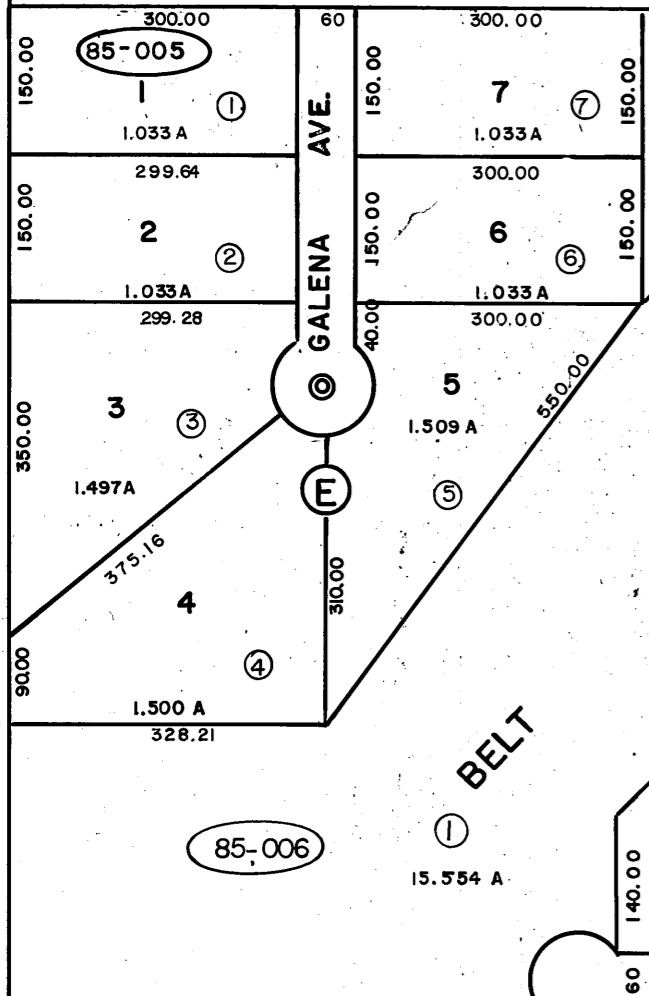 300.00 60 300.00
85-005
150.00 1 ① 150.00 7 ⑦ 150.00
1.033 A 1.033 A
299.64 300.00
150.00 2 ② 150.00 6 ⑥ 150.00
1.033 A 1.033 A
299.28 300.00
GALENA AVE.
40.00
350.00 3 ③ 5 550.00
1.509 A
1.497 A E ⑤
375.16
4 310.00
90.00 ④
1.500 A
328.21
BELT
85-006 ①
15.554 A
140.00
60